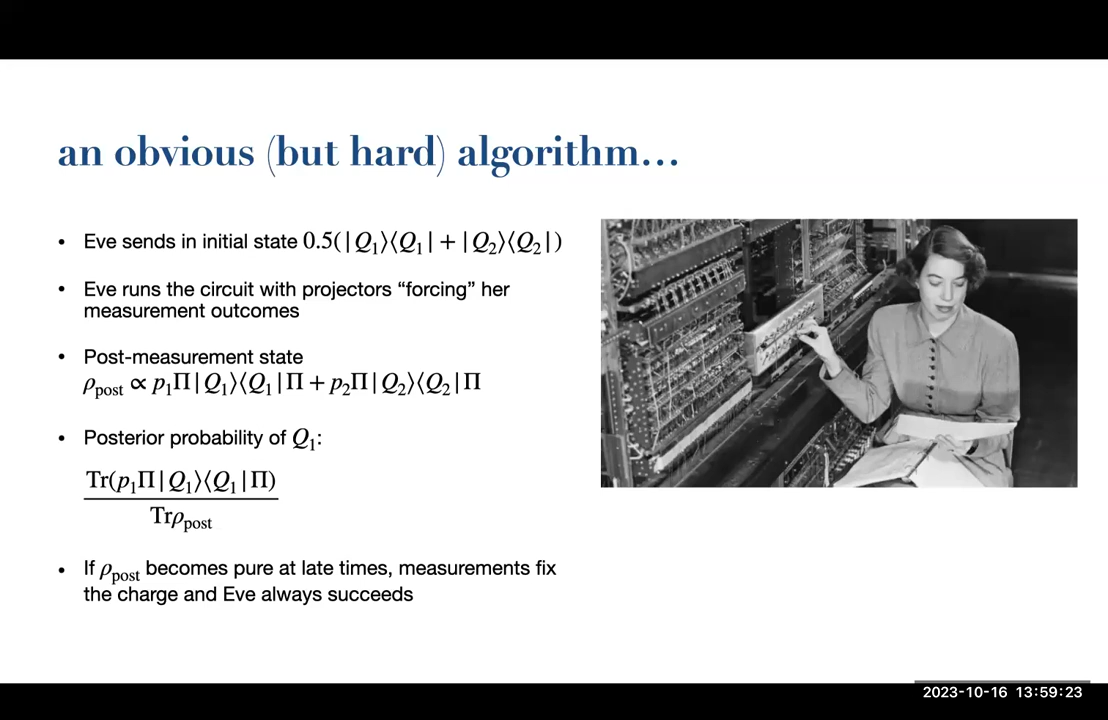 an obvious (but hard) algorithm…
• Eve sends in initial state 0.5(|Q₁⟩⟨Q₁| + |Q₂⟩⟨Q₂|)
• Eve runs the circuit with projectors “forcing” her
measurement outcomes
• Post-measurement state
ρ_post ∝ p₁Π|Q₁⟩⟨Q₁|Π + p₂Π|Q₂⟩⟨Q₂|Π
• Posterior probability of Q₁:
Tr(p₁Π|Q₁⟩⟨Q₁|Π)
Trρ_post
• If ρ_post becomes pure at late times, measurements fix
the charge and Eve always succeeds
2023-10-16 13:59:23